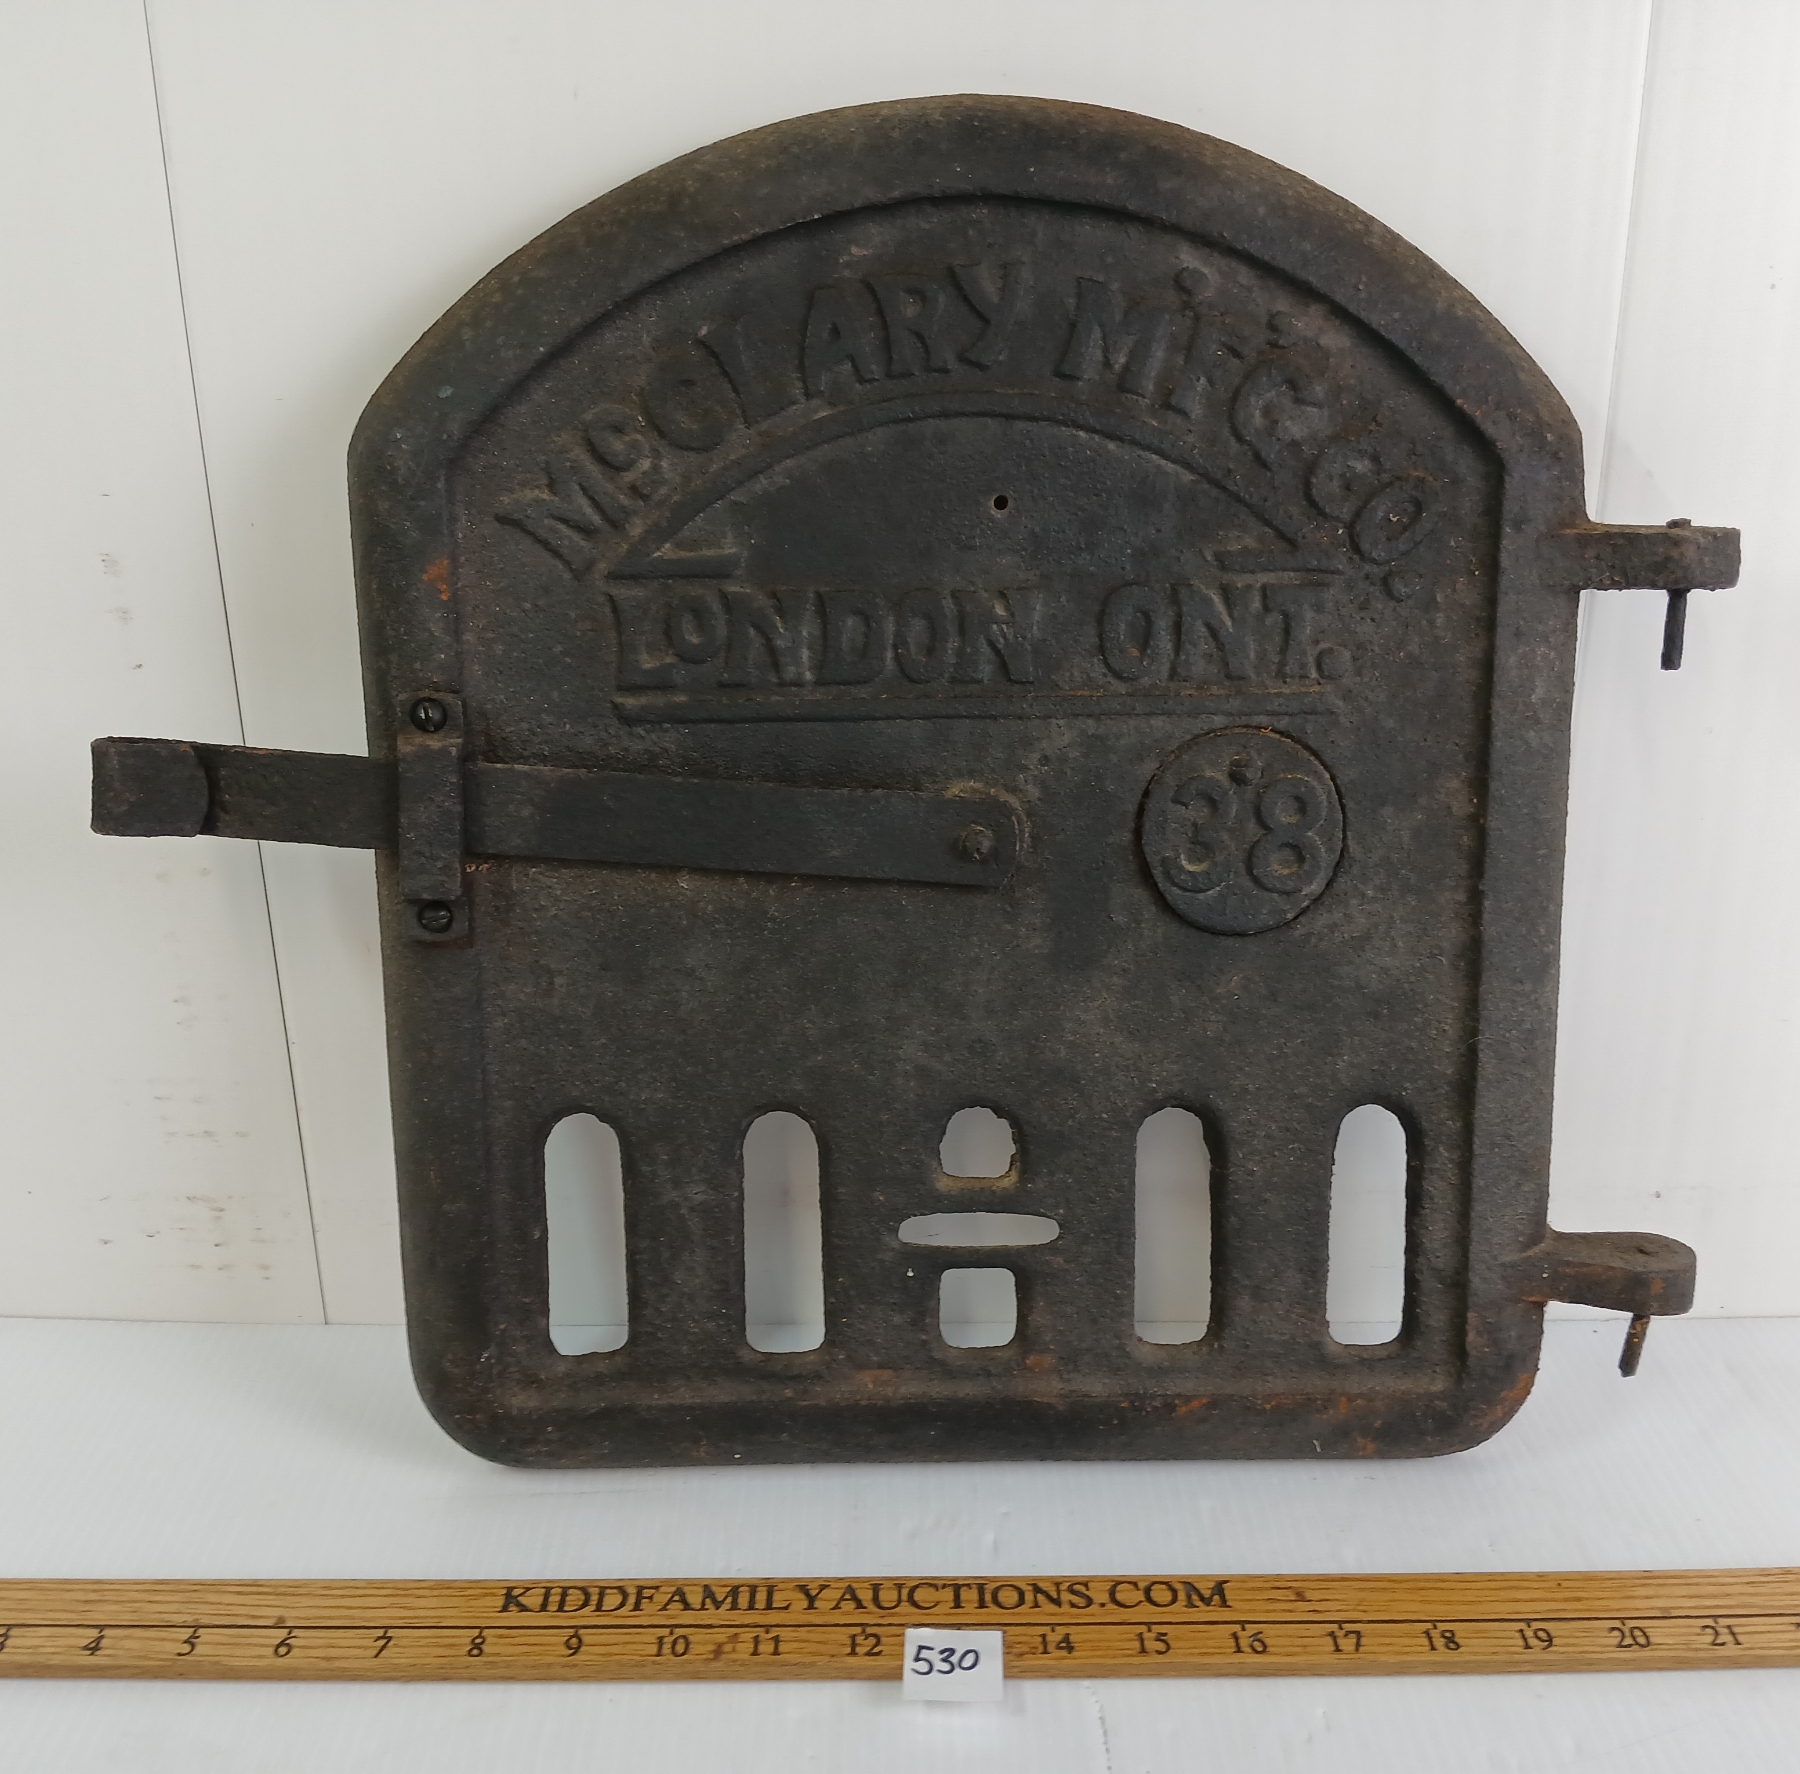 McCLARY M'F'G CO.
LONDON ONT.
38
KIDDFAMILYAUCTIONS.COM
3 4 5 6 7 8 9 10 11 12 14 15 16 17 18 19 20 21
530